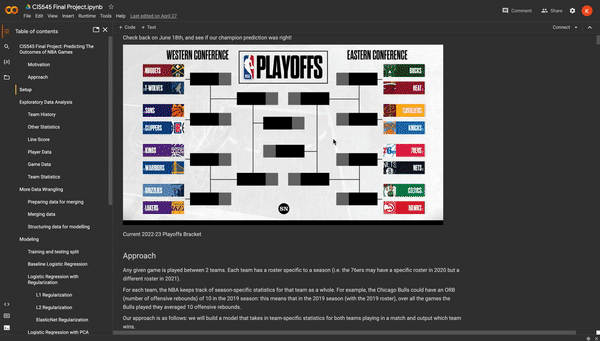 CIS545 Final Project.ipynb
File Edit View Insert Runtime Tools Help Last edited on April 27
Comment Share K
Table of contents
+ Code + Text
Connect
CIS545 Final Project: Predicting The
Outcomes of NBA Games
Motivation
Approach
Setup
Exploratory Data Analysis
Team History
Other Statistics
Line Score
Player Data
Game Data
Team Statistics
More Data Wrangling
Preparing data for merging
Merging data
Structuring data for modelling
Modeling
Training and testing split
Baseline Logistic Regression
Logistic Regression with
Regularization
L1 Regularization
L2 Regularization
ElasticNet Regularization
Logistic Regression with PCA
Check back on June 18th, and see if our champion prediction was right!
WESTERN CONFERENCE
NBA PLAYOFFS
EASTERN CONFERENCE
NUGGETS
T-WOLVES
SUNS
CLIPPERS
KINGS
WARRIORS
GRIZZLIES
LAKERS
BUCKS
HEAT
CAVALIERS
KNICKS
76ERS
NETS
CELTICS
HAWKS
SN
Current 2022-23 Playoffs Bracket
Approach
Any given game is played between 2 teams. Each team has a roster specific to a season (i.e. the 76ers may have a specific roster in 2020 but a
different roster in 2021).
For each team, the NBA keeps track of season-specific statistics for that team as a whole. For example, the Chicago Bulls could have an ORB
(number of offensive rebounds) of 10 in the 2019 season: this means that in the 2019 season (with the 2019 roster), over all the games the
Bulls played they averaged 10 offensive rebounds.
Our approach is as follows: we will build a model that takes in team-specific statistics for both teams playing in a match and output which team
wins.